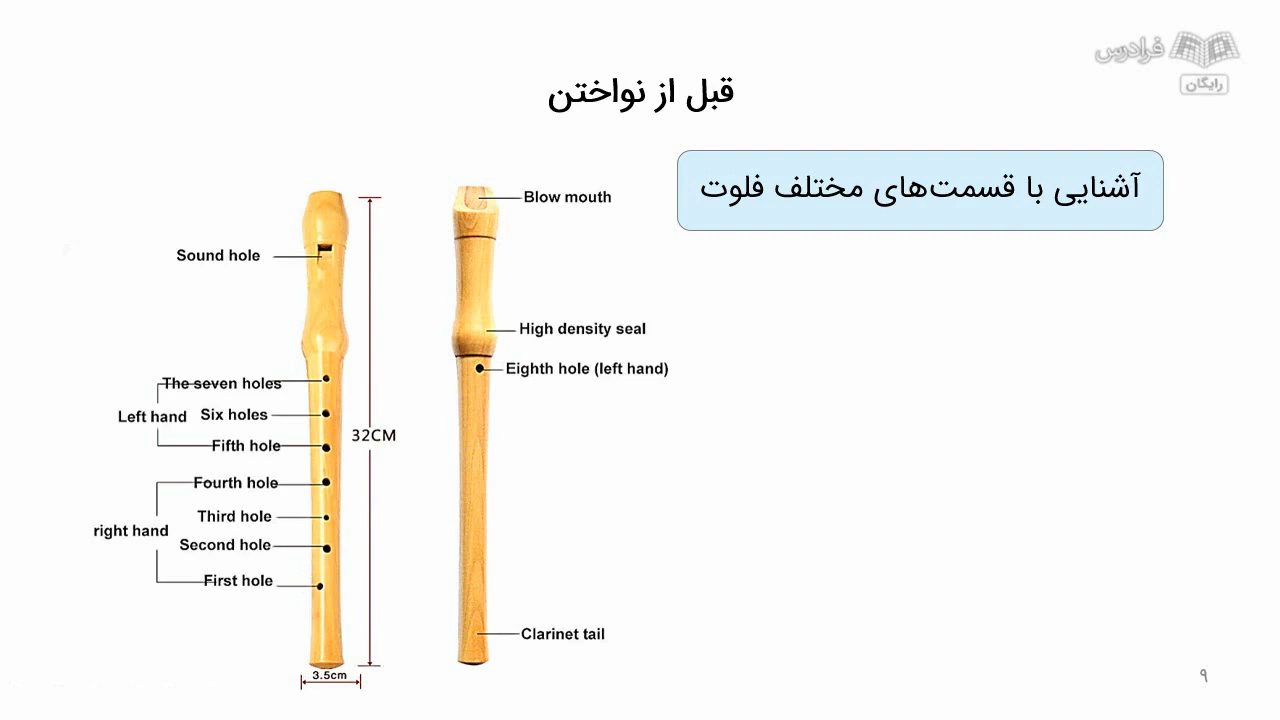 فرادرس
رایگان
قبل از نواختن
آشنایی با قسمت‌های مختلف فلوت
Blow mouth
Sound hole
High density seal
Eighth hole (left hand)
The seven holes
Left hand
Six holes
Fifth hole
32CM
Fourth hole
Third hole
right hand
Second hole
First hole
Clarinet tail
3.5cm
۹